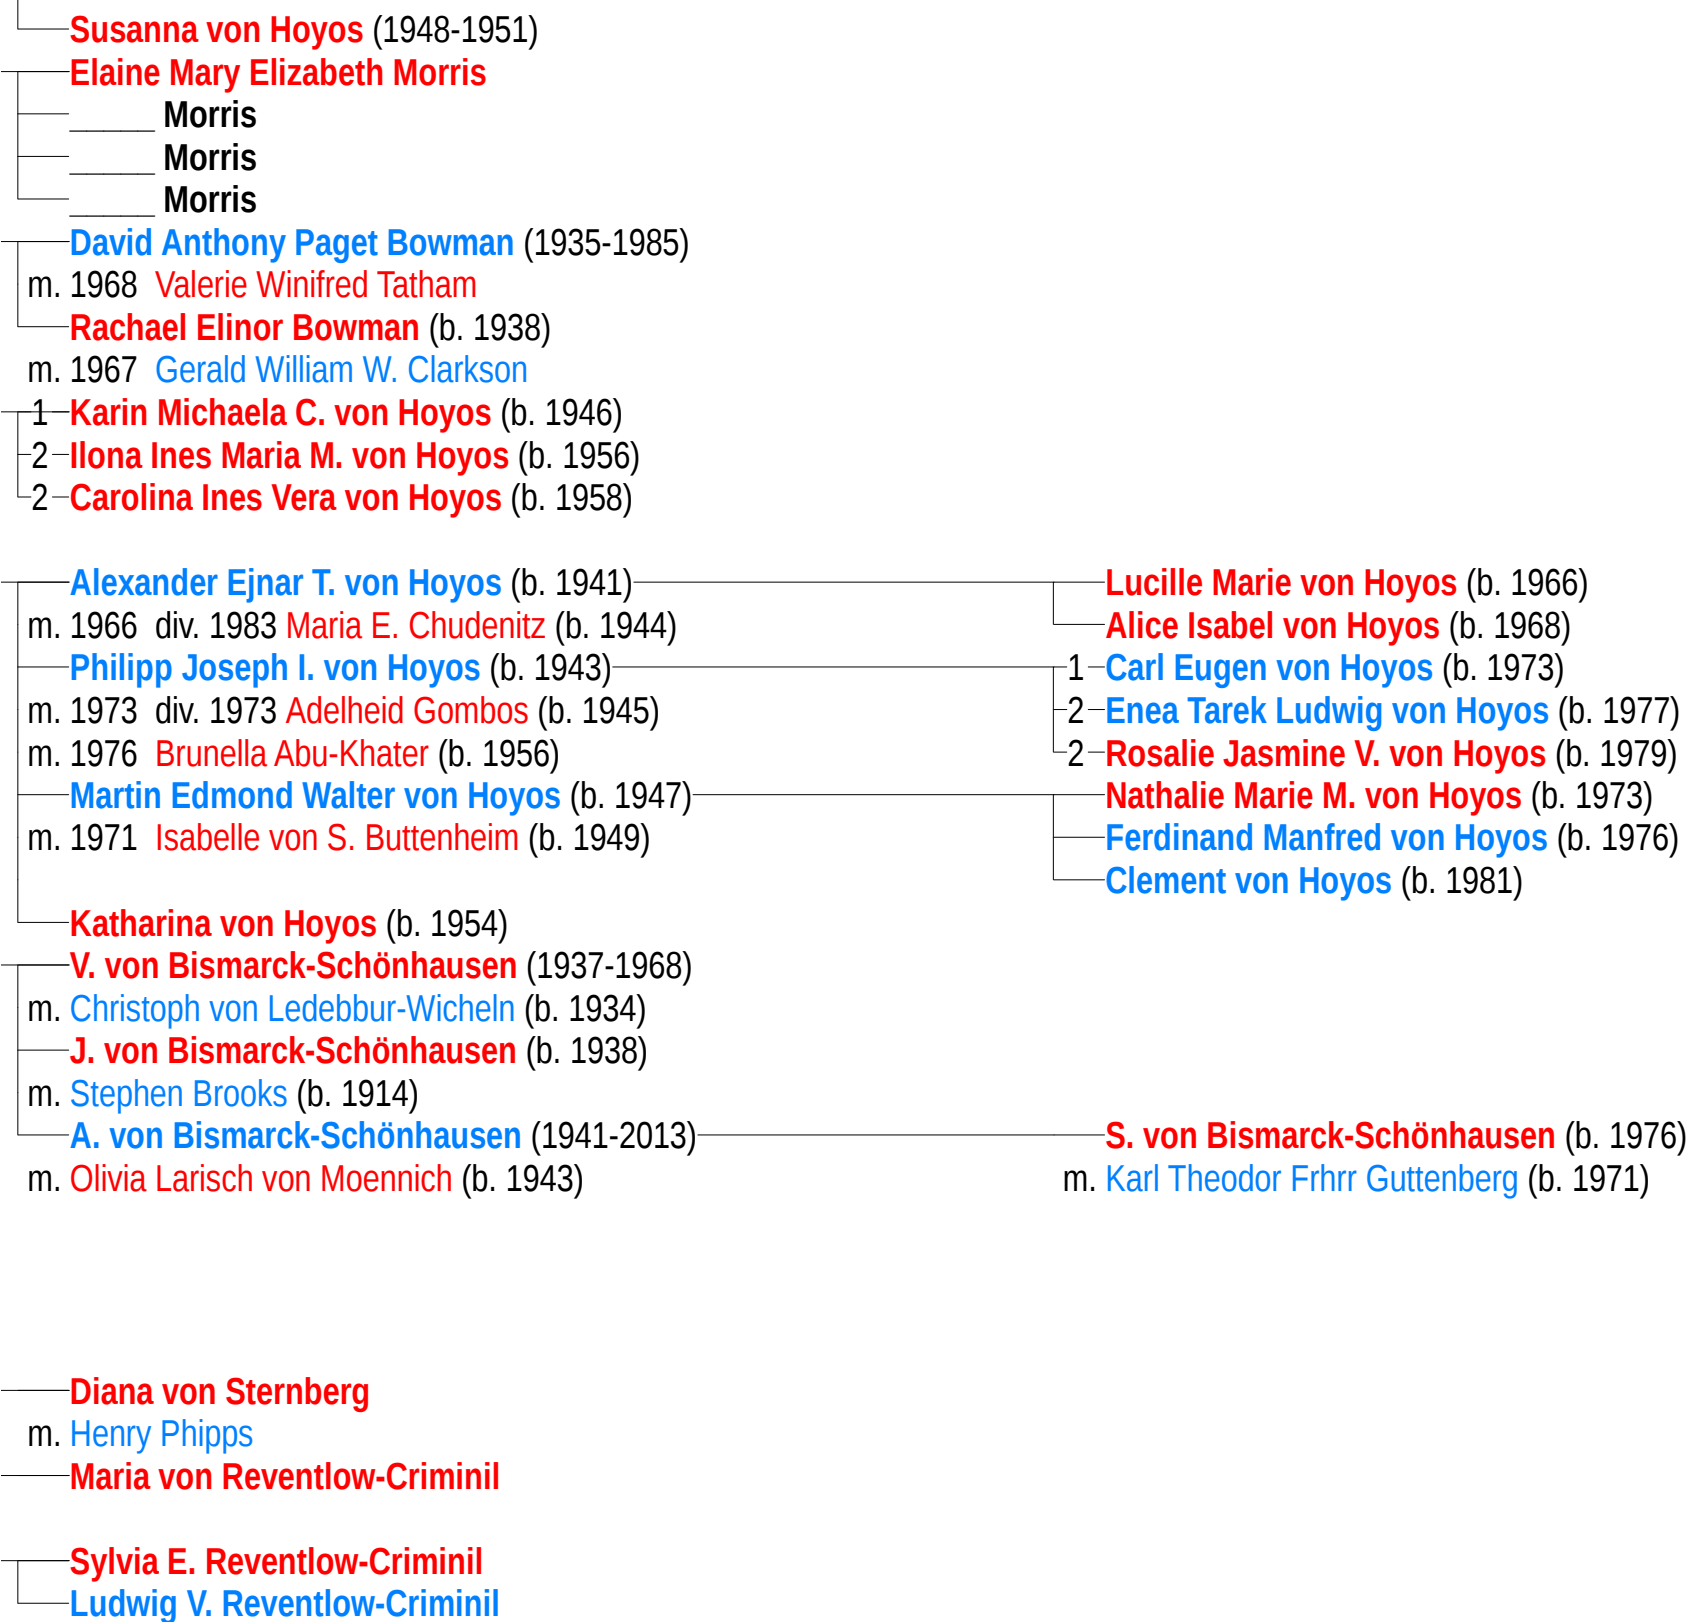 Susanna von Hoyos (1948-1951)
Elaine Mary Elizabeth Morris
_____ Morris
_____ Morris
_____ Morris
David Anthony Paget Bowman (1935-1985)
m. 1968 Valerie Winifred Tatham
Rachael Elinor Bowman (b. 1938)
m. 1967 Gerald William W. Clarkson
1 Karin Michaela C. von Hoyos (b. 1946)
2 Ilona Ines Maria M. von Hoyos (b. 1956)
2 Carolina Ines Vera von Hoyos (b. 1958)
Alexander Ejnar T. von Hoyos (b. 1941) Lucille Marie von Hoyos (b. 1966)
m. 1966 div. 1983 Maria E. Chudenitz (b. 1944) Alice Isabel von Hoyos (b. 1968)
Philipp Joseph I. von Hoyos (b. 1943) 1 Carl Eugen von Hoyos (b. 1973)
m. 1973 div. 1973 Adelheid Gombos (b. 1945) 2 Enea Tarek Ludwig von Hoyos (b. 1977)
m. 1976 Brunella Abu-Khater (b. 1956) 2 Rosalie Jasmine V. von Hoyos (b. 1979)
Martin Edmond Walter von Hoyos (b. 1947) Nathalie Marie M. von Hoyos (b. 1973)
m. 1971 Isabelle von S. Buttenheim (b. 1949) Ferdinand Manfred von Hoyos (b. 1976)
Clement von Hoyos (b. 1981)
Katharina von Hoyos (b. 1954)
V. von Bismarck-Schönhausen (1937-1968)
m. Christoph von Ledebbur-Wicheln (b. 1934)
J. von Bismarck-Schönhausen (b. 1938)
m. Stephen Brooks (b. 1914)
A. von Bismarck-Schönhausen (1941-2013) S. von Bismarck-Schönhausen (b. 1976)
m. Olivia Larisch von Moennich (b. 1943) m. Karl Theodor Frhrr Guttenberg (b. 1971)
Diana von Sternberg
m. Henry Phipps
Maria von Reventlow-Criminil
Sylvia E. Reventlow-Criminil
Ludwig V. Reventlow-Criminil